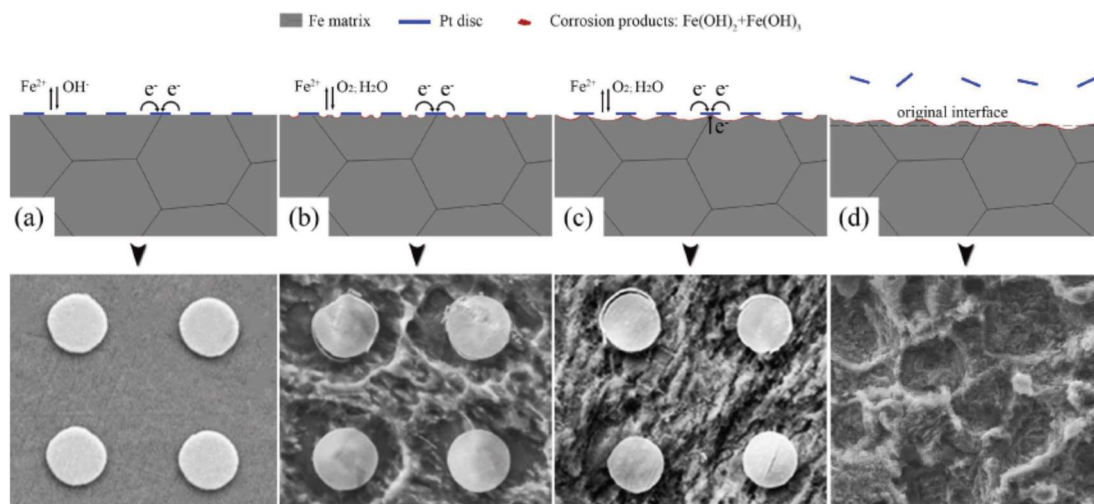 Fe matrix Pt disc Corrosion products: Fe(OH)₂+Fe(OH)₃
Fe²⁺ OH⁻ e⁻ e⁻
Fe²⁺ O₂; H₂O e⁻ e⁻
Fe²⁺ O₂; H₂O e⁻ e⁻
e⁻
original interface
(a)
(b)
(c)
(d)